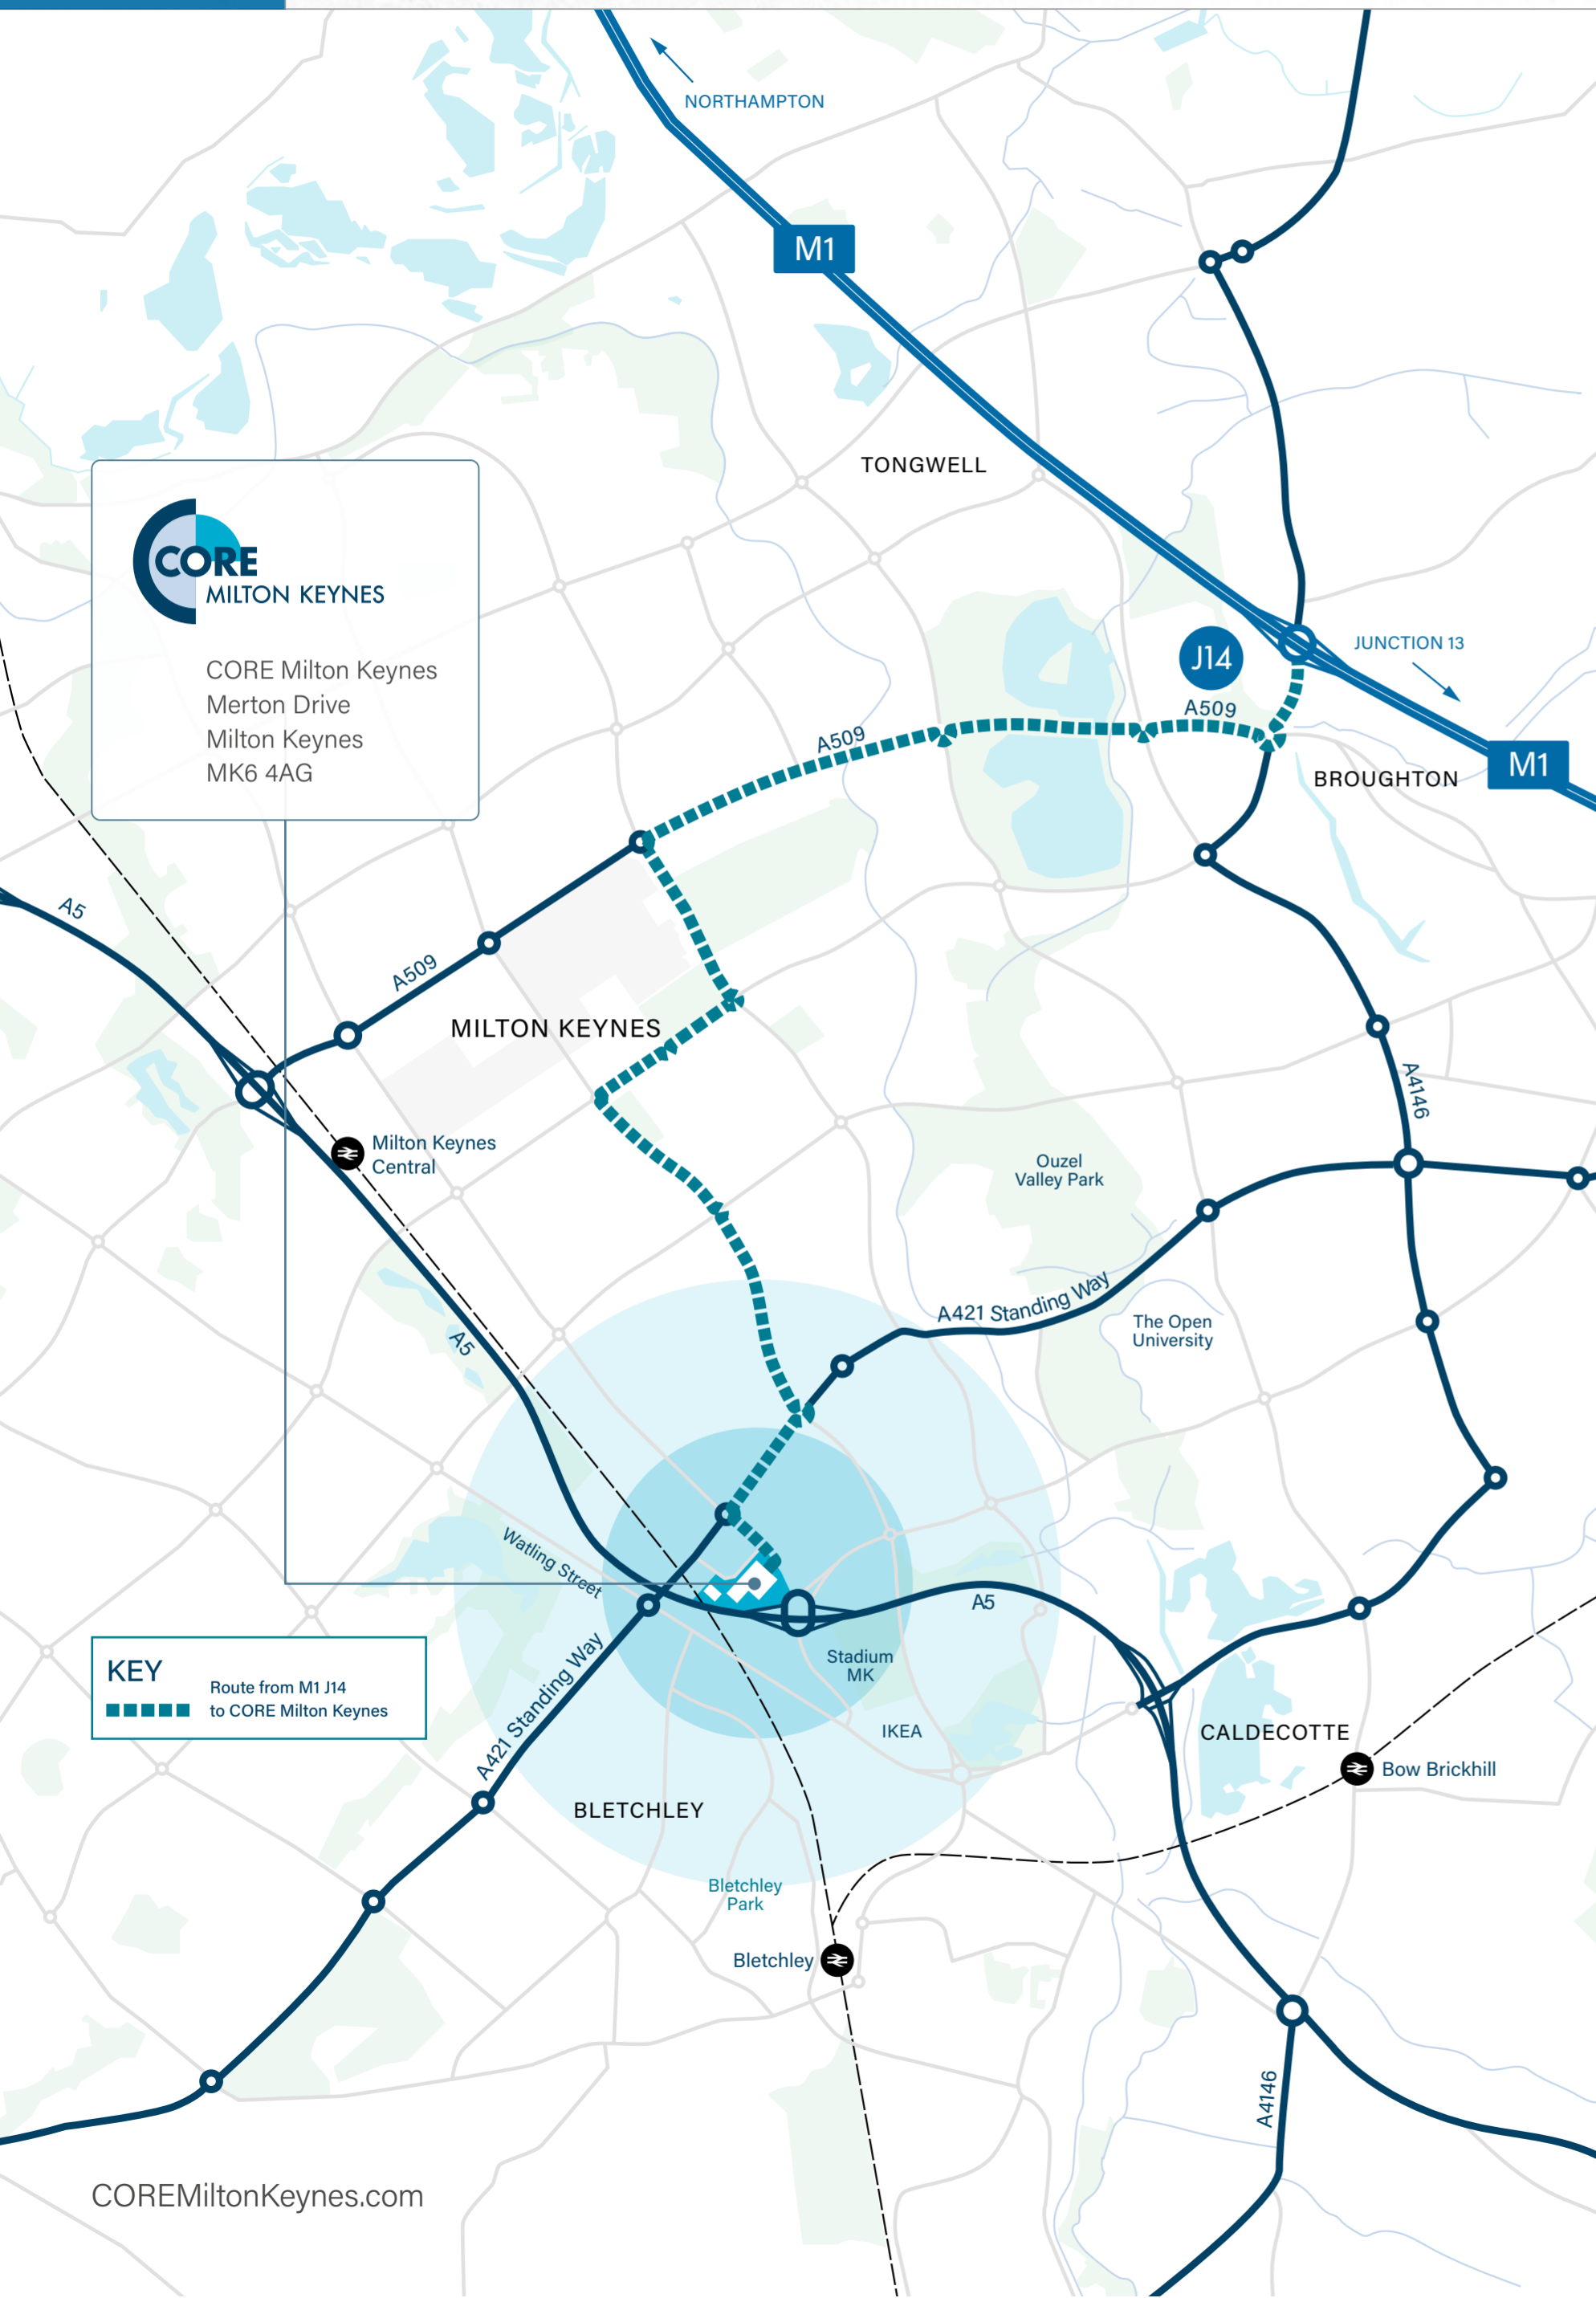 NORTHAMPTON
M1
TONGWELL
CORE
MILTON KEYNES
CORE Milton Keynes
Merton Drive
Milton Keynes
MK6 4AG
J14
JUNCTION 13
A509
A509
M1
BROUGHTON
A5
A509
MILTON KEYNES
A4146
Milton Keynes
Central
Ouzel
Valley Park
A421 Standing Way
The Open
University
A5
Watling Street
A5
Stadium
MK
KEY
Route from M1 J14
to CORE Milton Keynes
A421 Standing Way
IKEA
CALDECOTTE
Bow Brickhill
BLETCHLEY
Bletchley
Park
Bletchley
A4146
COREMiltonKeynes.com